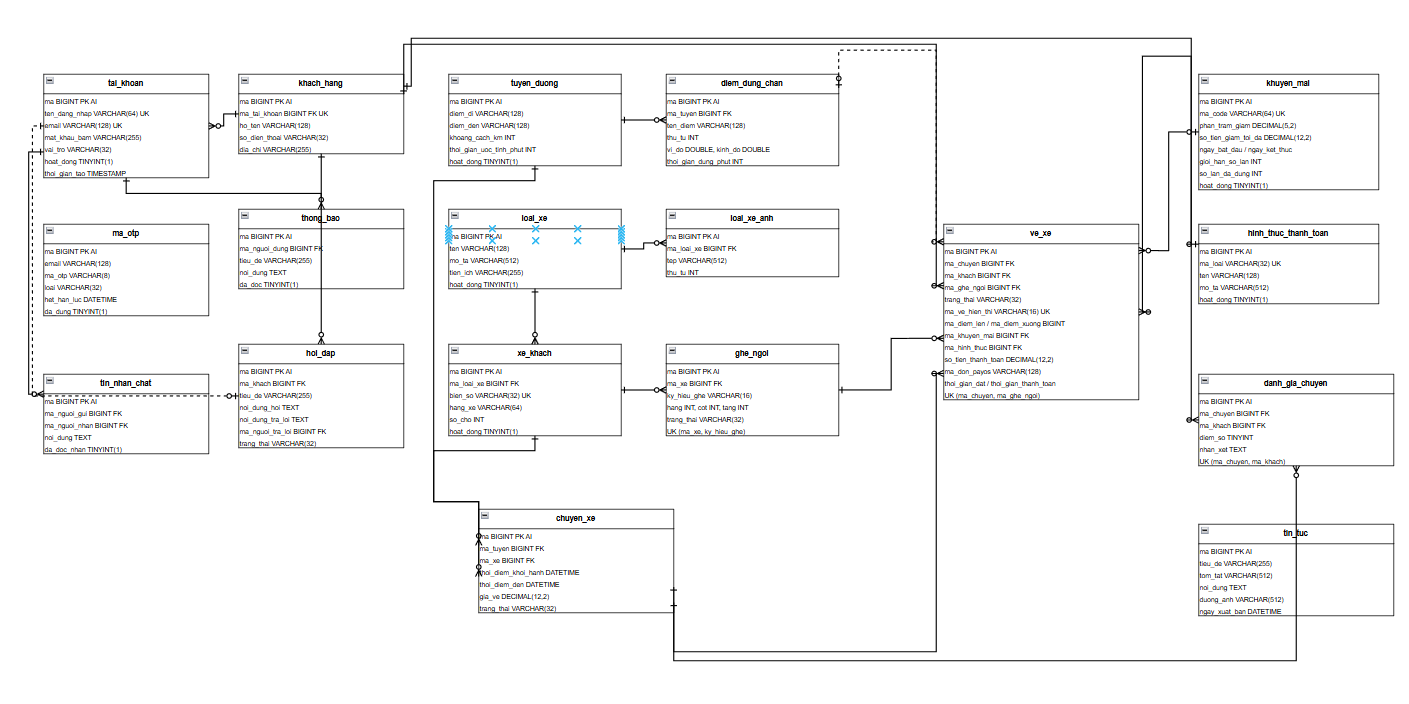 tai_khoan
ma BIGINT PK AI
ten_dang_nhap VARCHAR(64) UK
email VARCHAR(128) UK
mat_khau_bam VARCHAR(255)
vai_tro VARCHAR(32)
hoat_dong TINYINT(1)
thoi_gian_tao TIMESTAMP
khach_hang
ma BIGINT PK AI
ma_tai_khoan BIGINT FK UK
ho_ten VARCHAR(128)
so_dien_thoai VARCHAR(32)
dia_chi VARCHAR(255)
tuyen_duong
ma BIGINT PK AI
diem_di VARCHAR(128)
diem_den VARCHAR(128)
khoang_cach_km INT
thoi_gian_uoc_tinh_phut INT
hoat_dong TINYINT(1)
diem_dung_chan
ma BIGINT PK AI
ma_tuyen BIGINT FK
ten_diem VARCHAR(128)
thu_tu INT
vi_do DOUBLE, kinh_do DOUBLE
thoi_gian_dung_phut INT
khuyen_mai
ma BIGINT PK AI
ma_code VARCHAR(64) UK
phan_tram_giam DECIMAL(5,2)
so_tien_giam_toi_da DECIMAL(12,2)
ngay_bat_dau / ngay_ket_thuc
gioi_han_so_lan INT
so_lan_da_dung INT
hoat_dong TINYINT(1)
ma_otp
ma BIGINT PK AI
email VARCHAR(128)
ma_otp VARCHAR(8)
loai VARCHAR(32)
het_han_luc DATETIME
da_dung TINYINT(1)
thong_bao
ma BIGINT PK AI
ma_nguoi_dung BIGINT FK
tieu_de VARCHAR(255)
noi_dung TEXT
da_doc TINYINT(1)
loai_xe
ma BIGINT PK AI
ten VARCHAR(128)
mo_ta VARCHAR(512)
tien_ich VARCHAR(255)
hoat_dong TINYINT(1)
loai_xe_anh
ma BIGINT PK AI
ma_loai_xe BIGINT FK
tep VARCHAR(512)
thu_tu INT
ve_xe
ma BIGINT PK AI
ma_chuyen BIGINT FK
ma_khach BIGINT FK
ma_ghe_ngoi BIGINT FK
trang_thai VARCHAR(32)
ma_ve_hien_thi VARCHAR(16) UK
ma_diem_len / ma_diem_xuong BIGINT
ma_khuyen_mai BIGINT FK
ma_hinh_thuc BIGINT FK
so_tien_thanh_toan DECIMAL(12,2)
ma_don_payos VARCHAR(128)
thoi_gian_dat / thoi_gian_thanh_toan
UK (ma_chuyen, ma_ghe_ngoi)
hinh_thuc_thanh_toan
ma BIGINT PK AI
ma_loai VARCHAR(32) UK
ten VARCHAR(128)
mo_ta VARCHAR(512)
hoat_dong TINYINT(1)
tin_nhan_chat
ma BIGINT PK AI
ma_nguoi_gui BIGINT FK
ma_nguoi_nhan BIGINT FK
noi_dung TEXT
da_doc_nhan TINYINT(1)
hoi_dap
ma BIGINT PK AI
ma_khach BIGINT FK
tieu_de VARCHAR(255)
noi_dung_hoi TEXT
noi_dung_tra_loi TEXT
ma_nguoi_tra_loi BIGINT FK
trang_thai VARCHAR(32)
xe_khach
ma BIGINT PK AI
ma_loai_xe BIGINT FK
bien_so VARCHAR(32) UK
hang_xe VARCHAR(64)
so_cho INT
hoat_dong TINYINT(1)
ghe_ngoi
ma BIGINT PK AI
ma_xe BIGINT FK
ky_hieu_ghe VARCHAR(16)
hang INT, cot INT, tang INT
trang_thai VARCHAR(32)
UK (ma_xe, ky_hieu_ghe)
danh_gia_chuyen
ma BIGINT PK AI
ma_chuyen BIGINT FK
ma_khach BIGINT FK
diem_so TINYINT
nhan_xet TEXT
UK (ma_chuyen, ma_khach)
chuyen_xe
ma BIGINT PK AI
ma_tuyen BIGINT FK
ma_xe BIGINT FK
thoi_diem_khoi_hanh DATETIME
thoi_diem_den DATETIME
gia_ve DECIMAL(12,2)
trang_thai VARCHAR(32)
tin_tuc
ma BIGINT PK AI
tieu_de VARCHAR(255)
tom_tat VARCHAR(512)
noi_dung TEXT
duong_anh VARCHAR(512)
ngay_xuat_ban DATETIME